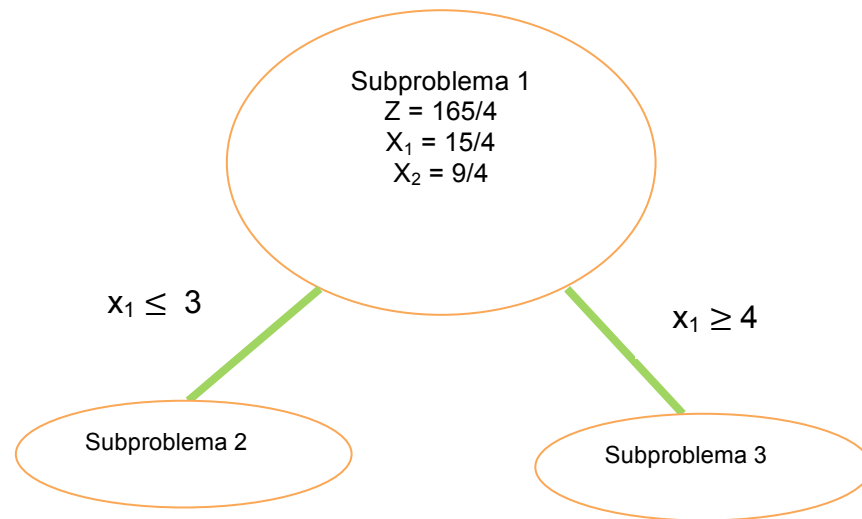 Subproblema 1
Z = 165/4
X₁ = 15/4
X₂ = 9/4
x₁ ≤ 3
x₁ ≥ 4
Subproblema 2
Subproblema 3